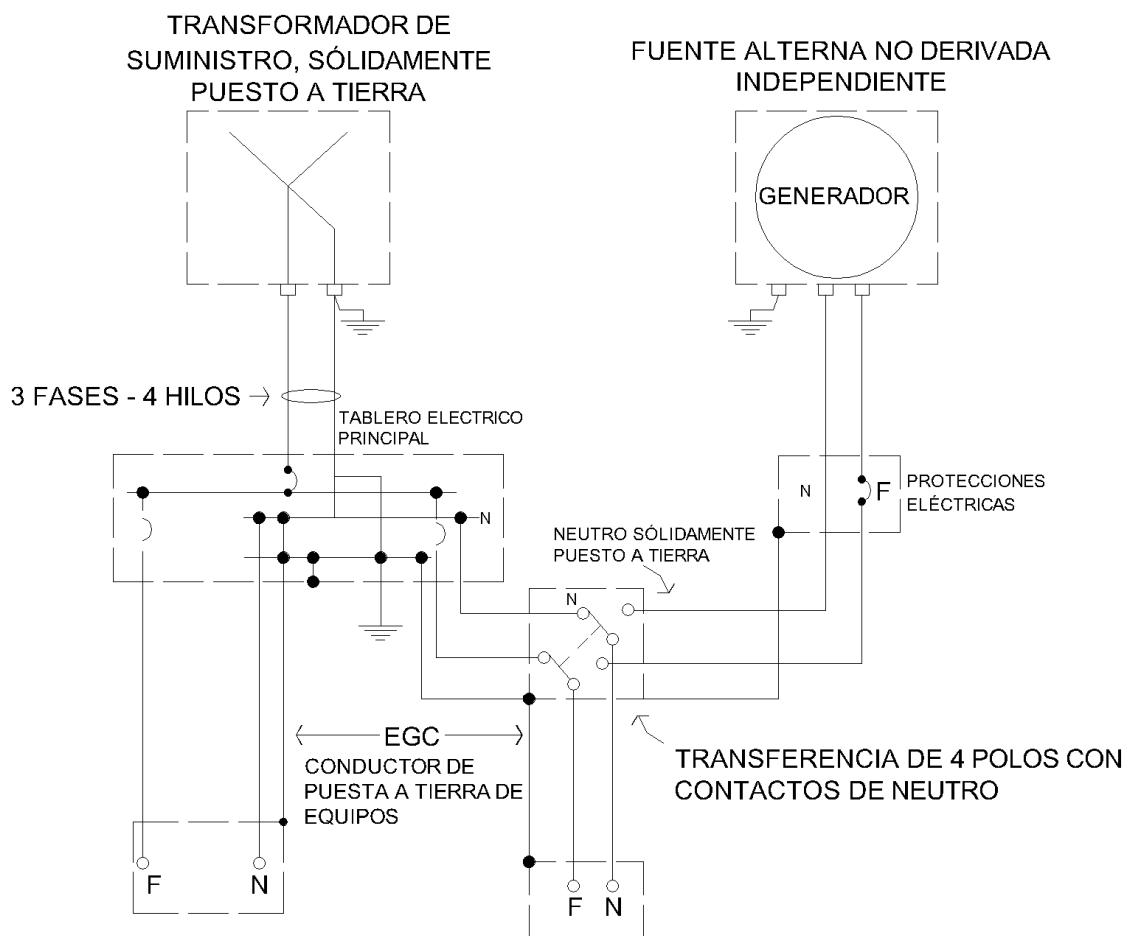 TRANSFORMADOR DE
SUMINISTRO, SÓLIDAMENTE
PUESTO A TIERRA
FUENTE ALTERNA NO DERIVADA
INDEPENDIENTE
GENERADOR
3 FASES - 4 HILOS
TABLERO ELECTRICO
PRINCIPAL
N
N
F
PROTECCIONES
ELÉCTRICAS
NEUTRO SÓLIDAMENTE
PUESTO A TIERRA
N
EGC
CONDUCTOR DE
PUESTA A TIERRA DE
EQUIPOS
TRANSFERENCIA DE 4 POLOS CON
CONTACTOS DE NEUTRO
F
N
F
N